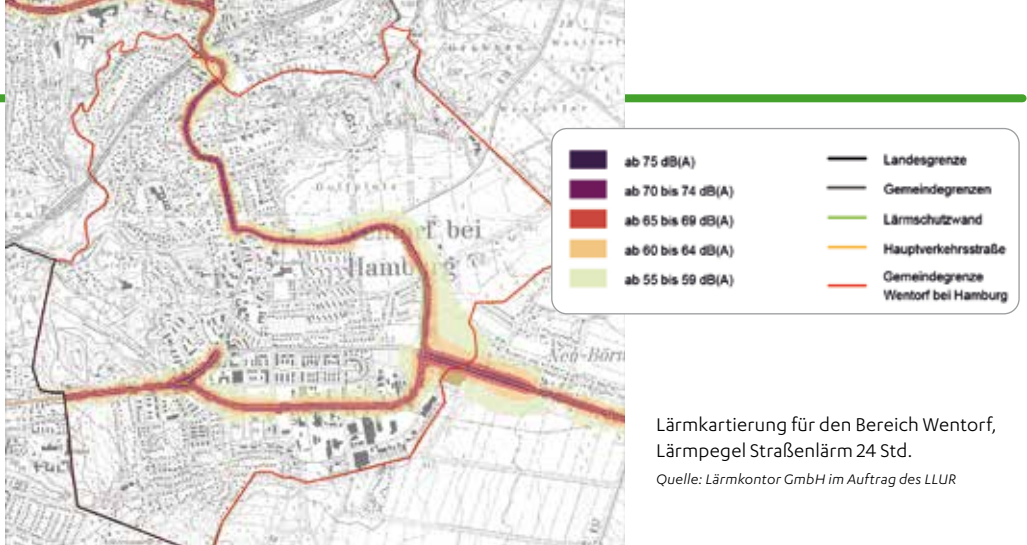 Golfplatz
Wentorf bei
Hamburg
Neu-Börn
ab 75 dB(A)
ab 70 bis 74 dB(A)
ab 65 bis 69 dB(A)
ab 60 bis 64 dB(A)
ab 55 bis 59 dB(A)
Landesgrenze
Gemeindegrenzen
Lärmschutzwand
Hauptverkehrsstraße
Gemeindegrenze
Wentorf bei Hamburg
Lärmkartierung für den Bereich Wentorf,
Lärmpegel Straßenlärm 24 Std.
Quelle: Lärmkontor GmbH im Auftrag des LLUR